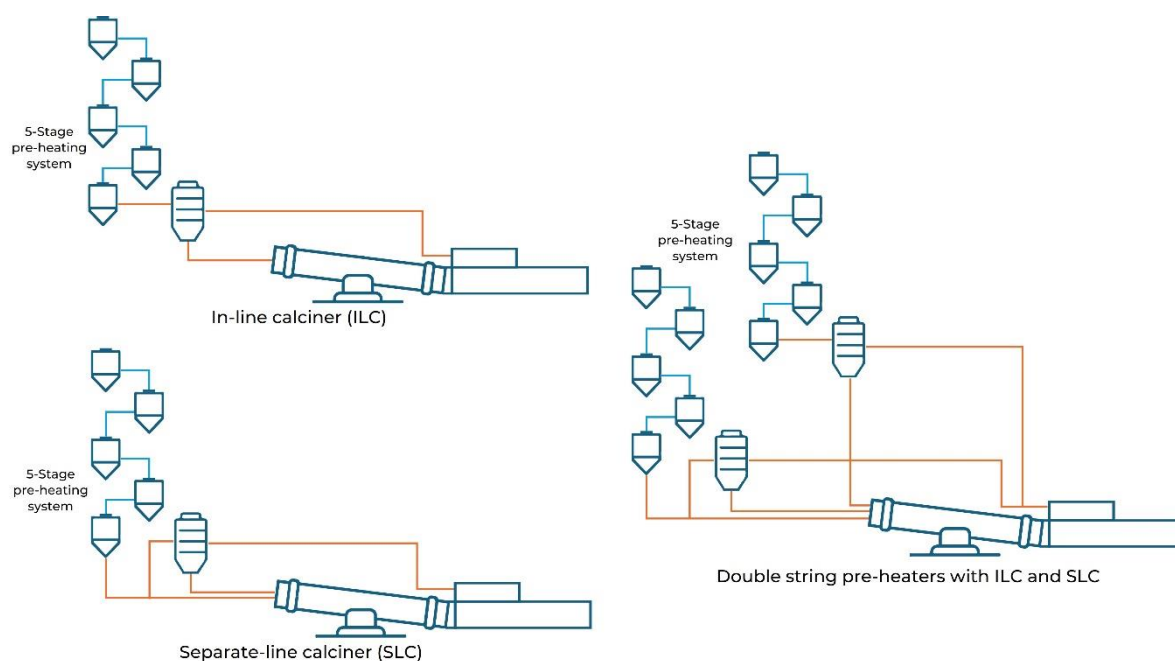 5-Stage
pre-heating
system
In-line calciner (ILC)
5-Stage
pre-heating
system
Separate-line calciner (SLC)
5-Stage
pre-heating
system
Double string pre-heaters with ILC and SLC